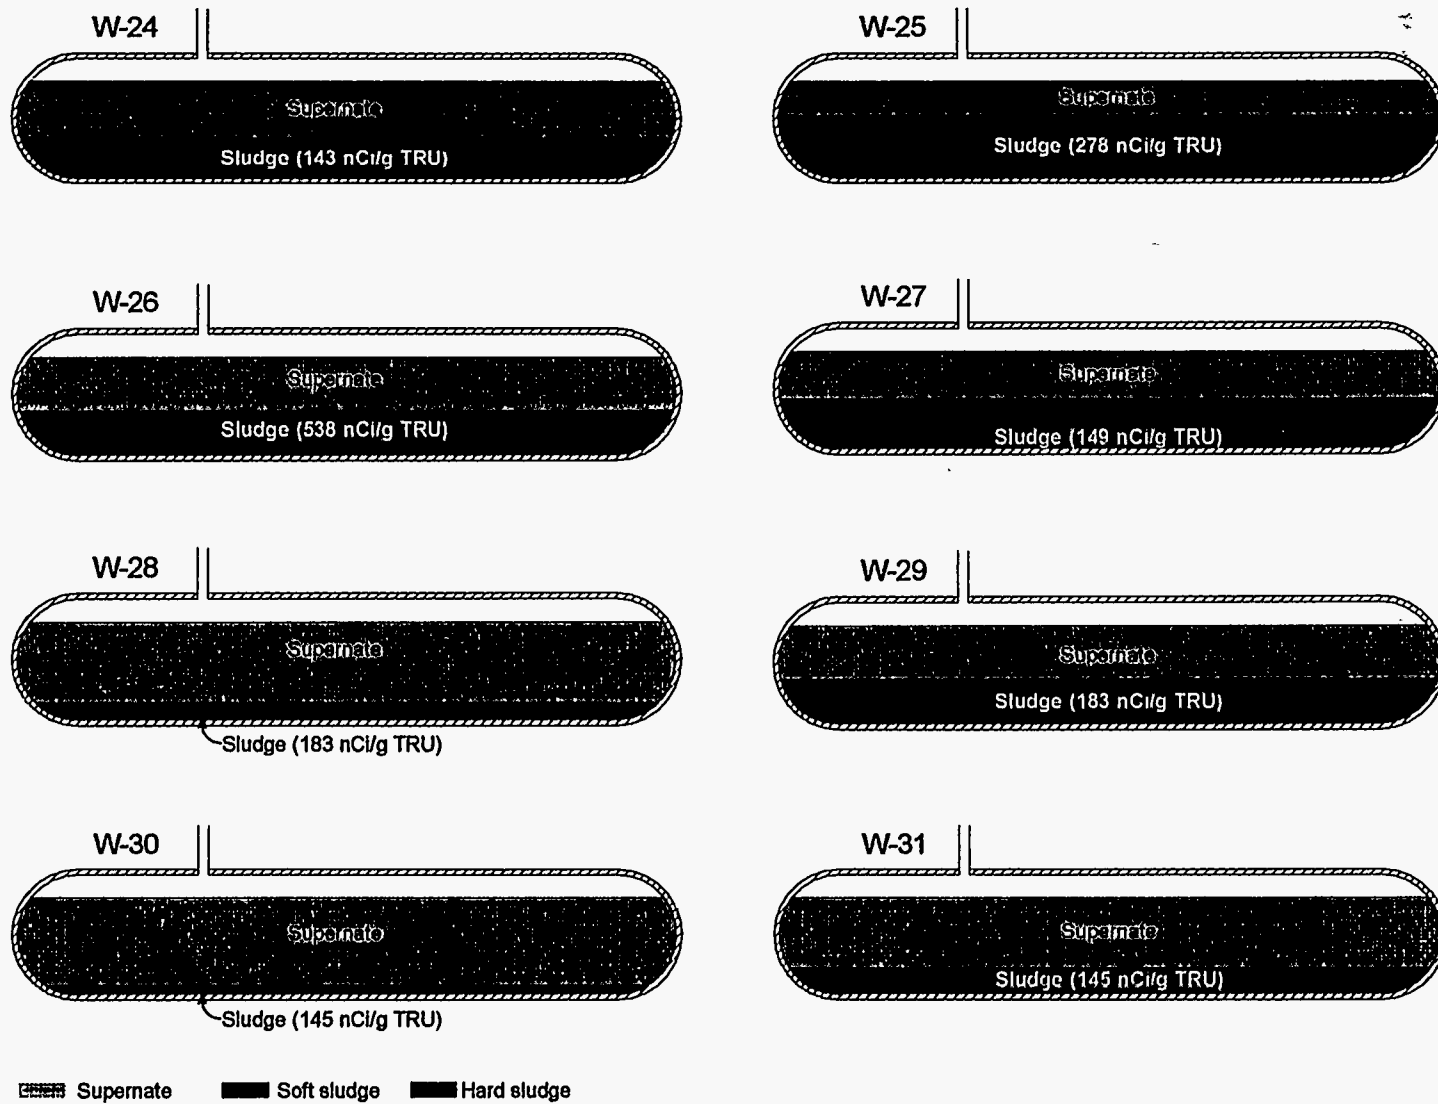 W-24
W-25
Supernate
Supernate
Sludge (143 nCi/g TRU)
Sludge (278 nCi/g TRU)
W-26
W-27
Supernate
Supernate
Sludge (538 nCi/g TRU)
Sludge (149 nCi/g TRU)
W-28
W-29
Supernate
Supernate
Sludge (183 nCi/g TRU)
Sludge (183 nCi/g TRU)
W-30
W-31
Supernate
Supernate
Sludge (145 nCi/g TRU)
Sludge (145 nCi/g TRU)
Supernate Soft sludge Hard sludge